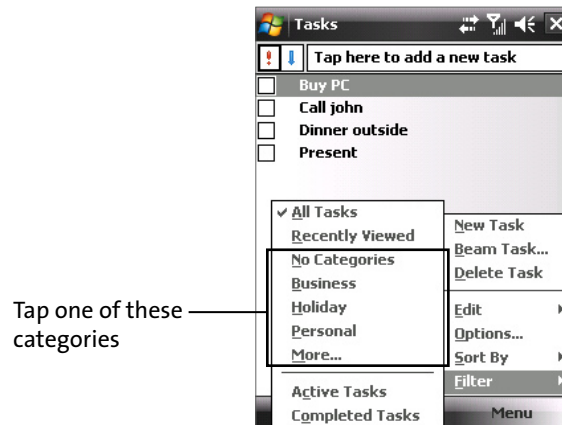 Tasks
Tap here to add a new task
Buy PC
Call john
Dinner outside
Present
All Tasks
Recently Viewed
No Categories
Business
Holiday
Personal
More...
Active Tasks
Completed Tasks
New Task
Beam Task...
Delete Task
Edit
Options...
Sort By
Filter
Menu
Tap one of these
categories